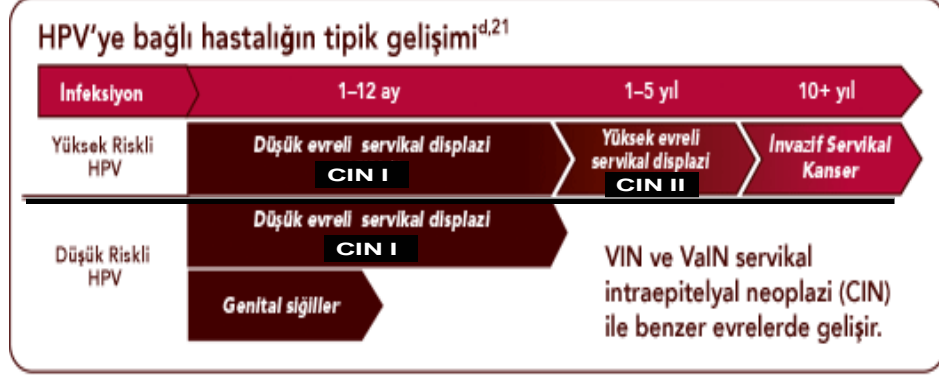 HPV'ye bağlı hastalığın tipik gelişimi d,21
İnfeksiyon
1–12 ay
1–5 yıl
10+ yıl
Yüksek Riskli
HPV
Düşük evreli servikal displazi
CIN I
Yüksek evreli
servikal displazi
CIN II
İnvazif Servikal
Kanser
Düşük Riskli
HPV
Düşük evreli servikal displazi
CIN I
Genital siğiller
VIN ve VaIN servikal
intraepitelyal neoplazi (CIN)
ile benzer evrelerde gelişir.